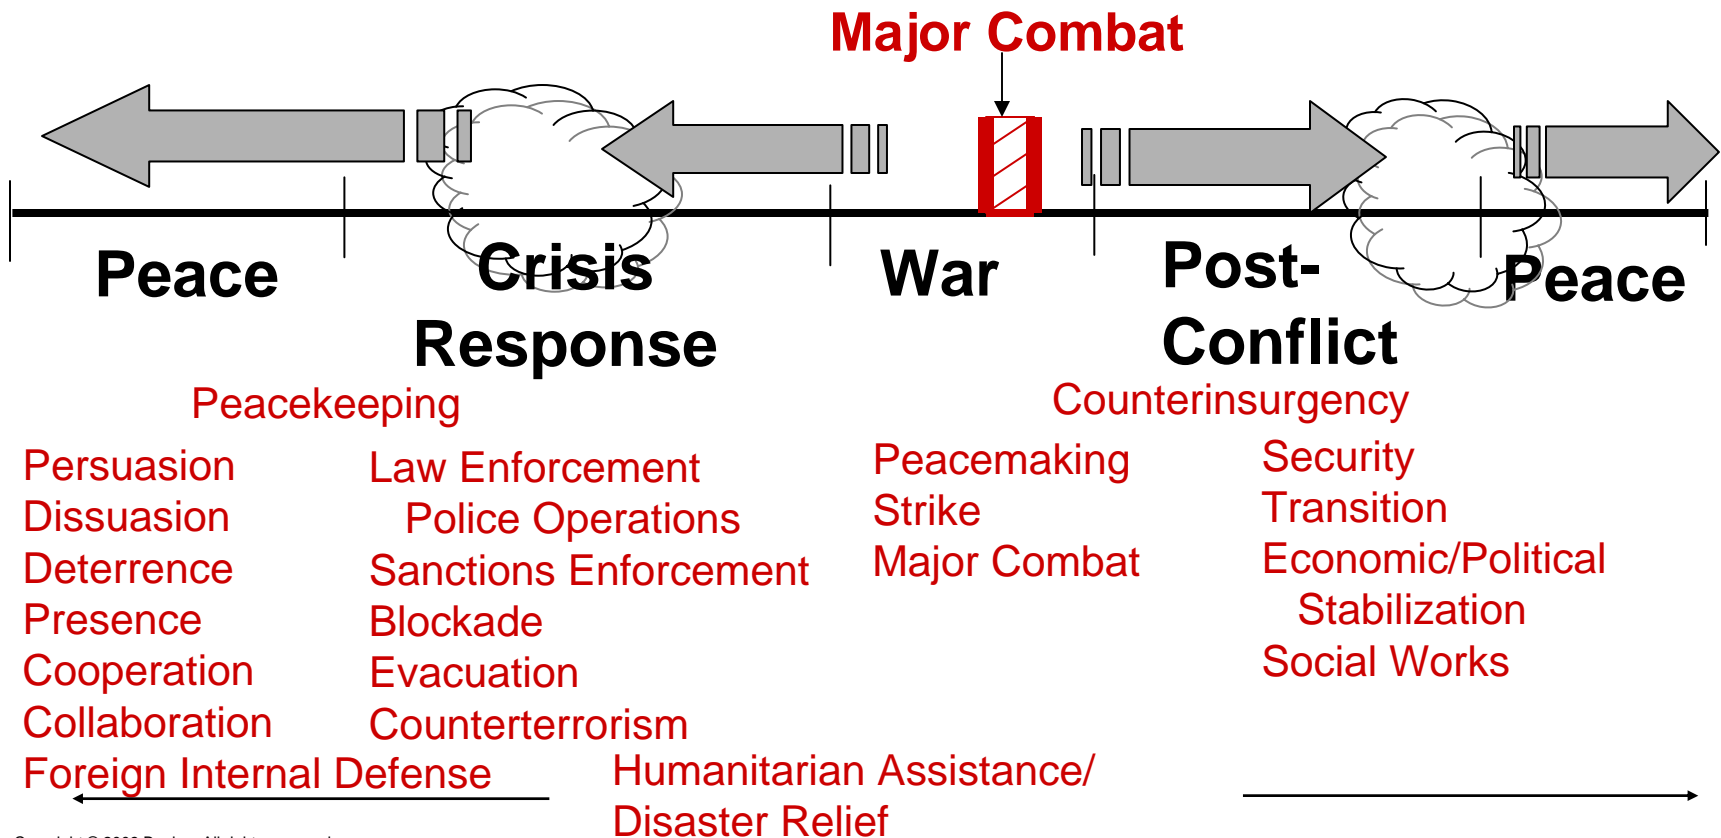 Major Combat
Peace
Crisis
Response
War
Post-
Conflict
Peace
Peacekeeping
Counterinsurgency
Persuasion
Dissuasion
Deterrence
Presence
Cooperation
Collaboration
Foreign Internal Defense
Law Enforcement
Police Operations
Sanctions Enforcement
Blockade
Evacuation
Counterterrorism
Peacemaking
Strike
Major Combat
Security
Transition
Economic/Political
Stabilization
Social Works
Humanitarian Assistance/
Disaster Relief